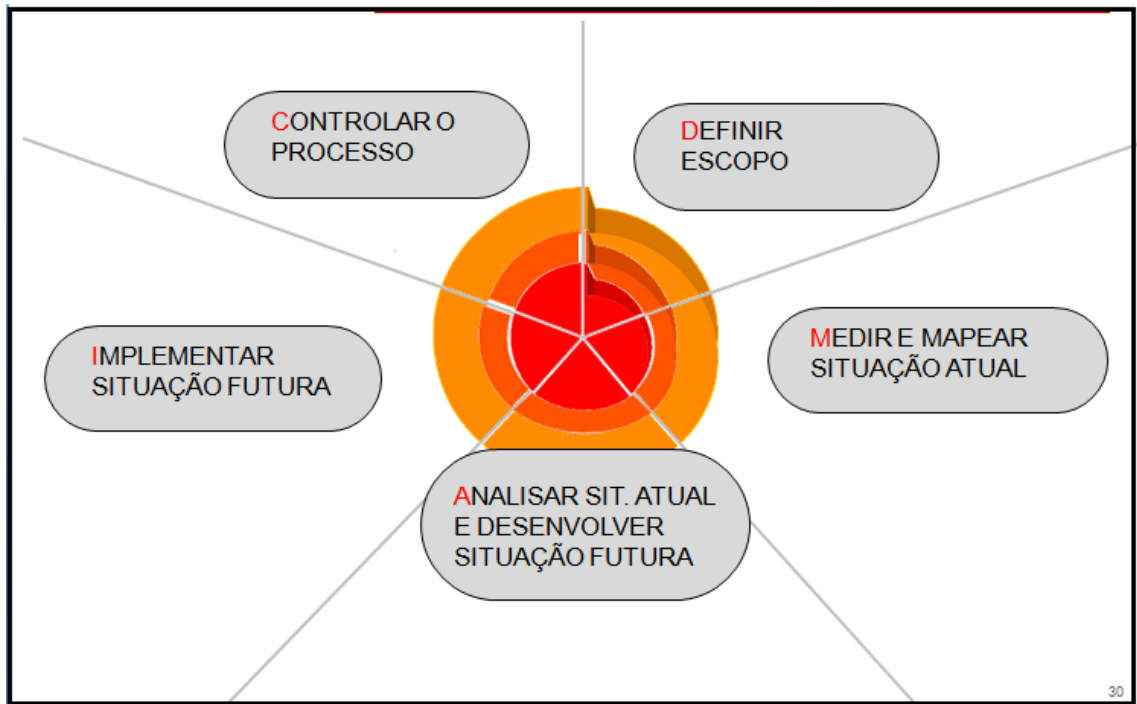 CONTROLAR O
PROCESSO
DEFINIR
ESCOPO
IMPLEMENTAR
SITUAÇÃO FUTURA
MEDIR E MAPEAR
SITUAÇÃO ATUAL
ANALISAR SIT. ATUAL
E DESENVOLVER
SITUAÇÃO FUTURA
30